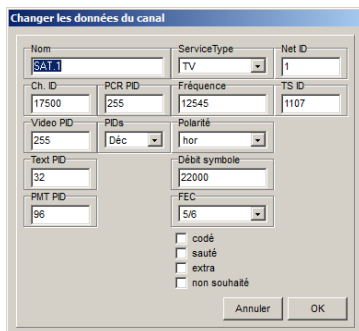 Changer les données du canal
Nom ServiceType Net ID
SAT.1 TV 1
Ch. ID PCR PID Fréquence TS ID
17500 255 12545 1107
Video PID PIDs Polarité
255 Déc hor
Text PID Débit symbole
32 22000
PMT PID FEC
96 5/6
codé
sauté
extra
non souhaité
Annuler OK